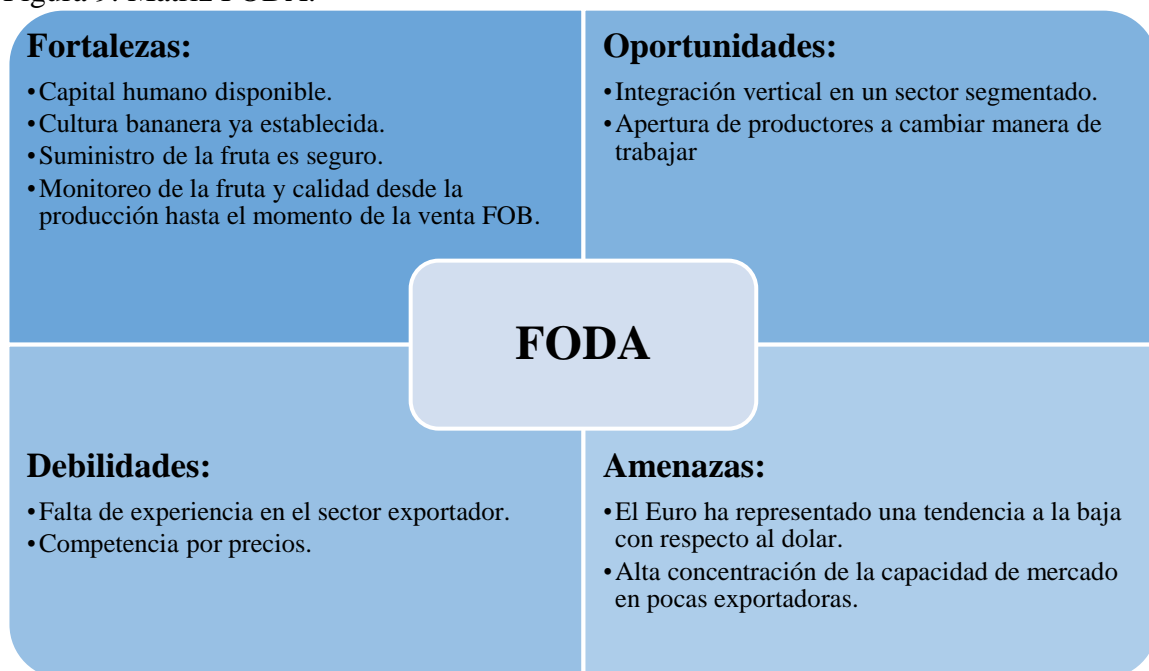 Figura 9. Matriz FODA.
Fortalezas:
•Capital humano disponible.
•Cultura bananera ya establecida.
•Suministro de la fruta es seguro.
•Monitoreo de la fruta y calidad desde la
producción hasta el momento de la venta FOB.
Oportunidades:
•Integración vertical en un sector segmentado.
•Apertura de productores a cambiar manera de
trabajar
FODA
Debilidades:
•Falta de experiencia en el sector exportador.
•Competencia por precios.
Amenazas:
•El Euro ha representado una tendencia a la baja
con respecto al dolar.
•Alta concentración de la capacidad de mercado
en pocas exportadoras.